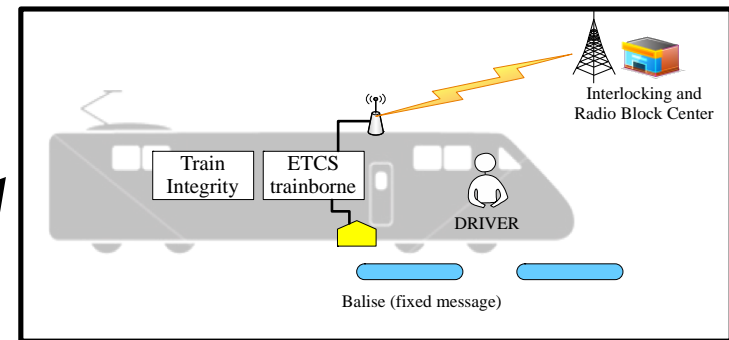 Interlocking and
Radio Block Center
Train
Integrity
ETCS
trainborne
DRIVER
Balise (fixed message)